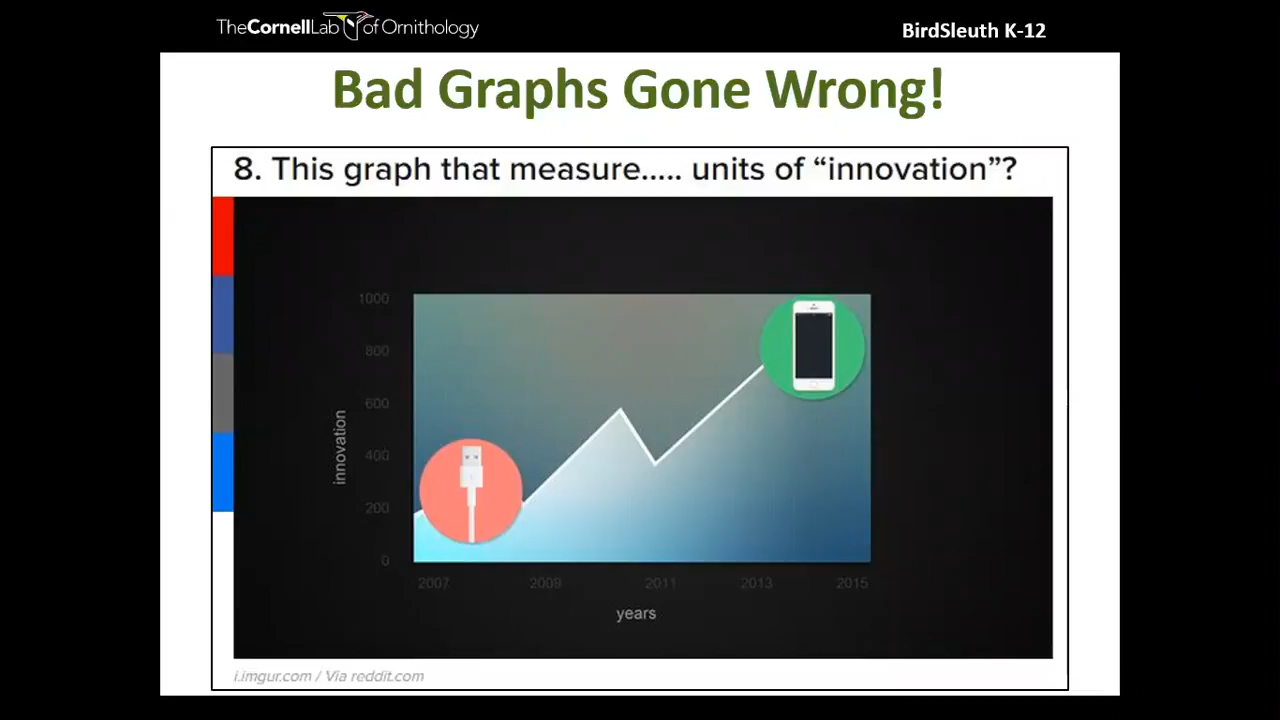 TheCornellLab of Ornithology
BirdSleuth K-12
Bad Graphs Gone Wrong!
8. This graph that measure..... units of “innovation”?
1000
800
600
400
200
0
innovation
2007 2009 2011 2013 2015
years
i.imgur.com / Via reddit.com